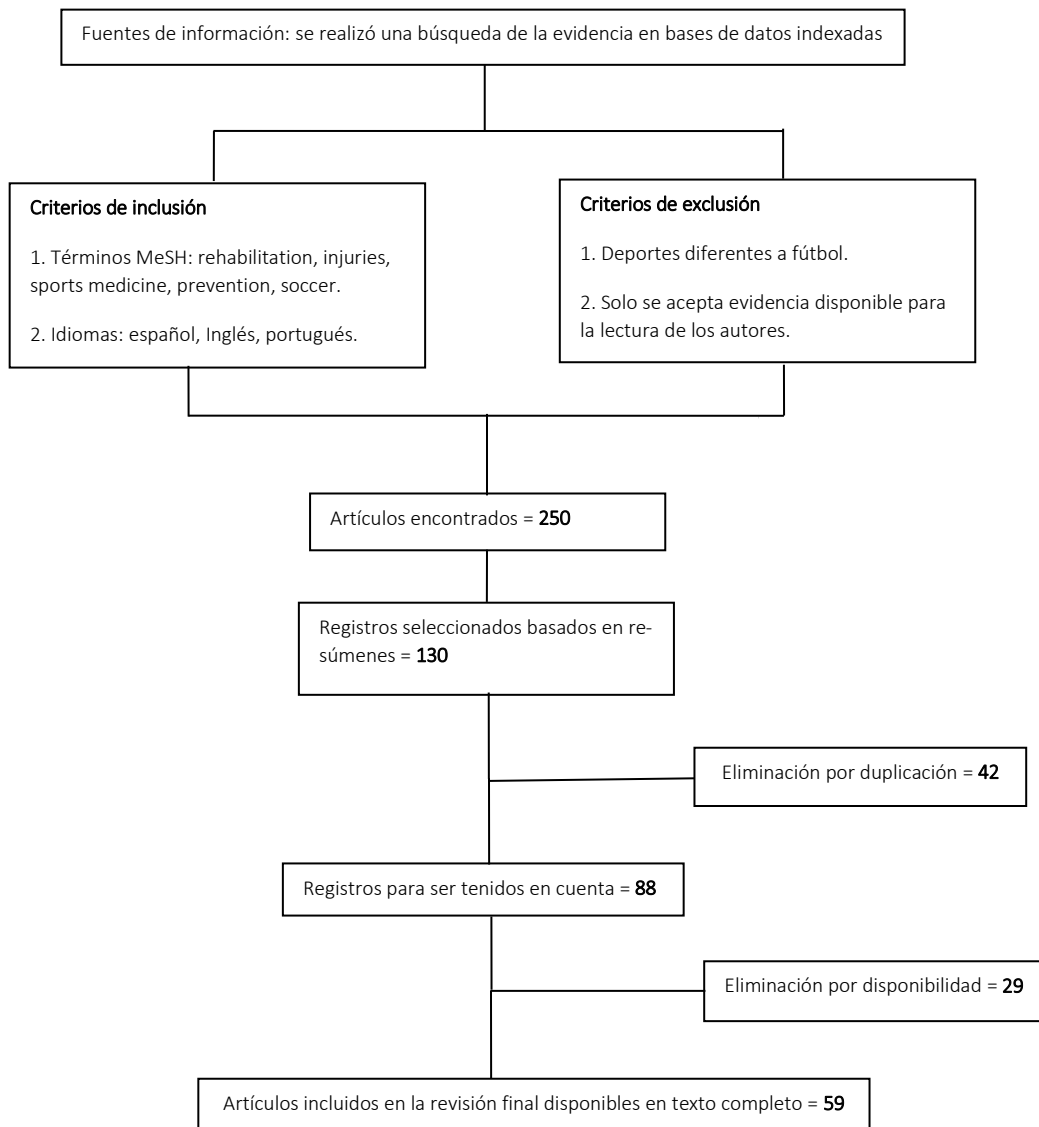 Fuentes de información: se realizó una búsqueda de la evidencia en bases de datos indexadas
Criterios de inclusión
1. Términos MeSH: rehabilitation, injuries,
sports medicine, prevention, soccer.
2. Idiomas: español, Inglés, portugués.
Criterios de exclusión
1. Deportes diferentes a fútbol.
2. Solo se acepta evidencia disponible para
la lectura de los autores.
Artículos encontrados = 250
Registros seleccionados basados en re-
súmenes = 130
Eliminación por duplicación = 42
Registros para ser tenidos en cuenta = 88
Eliminación por disponibilidad = 29
Artículos incluidos en la revisión final disponibles en texto completo = 59